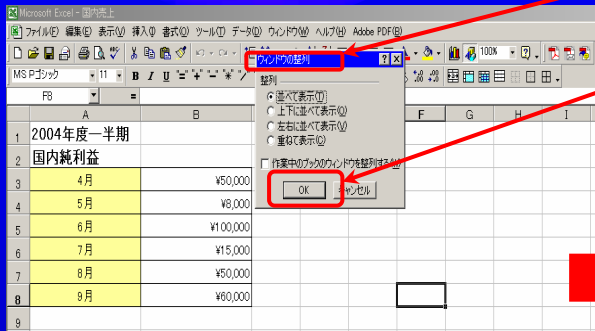 Microsoft Excel - 国内売上
ファイル(F) 編集(E) 表示(V) 挿入(I) 書式(O) ツール(T) データ(D) ウィンドウ(W) ヘルプ(H) Adobe PDF(B)
100%
MS Pゴシック 11 B I U
F8 =
ウィンドウの整列
整列
並べて表示(T)
上下に並べて表示(O)
左右に並べて表示(V)
重ねて表示(C)
作業中のブックのウィンドウを整列する(W)
OK キャンセル
A B F G H I
1 2004年度一半期
2 国内純利益
3 4月 ¥50,000
4 5月 ¥8,000
5 6月 ¥100,000
6 7月 ¥15,000
7 8月 ¥50,000
8 9月 ¥60,000
9